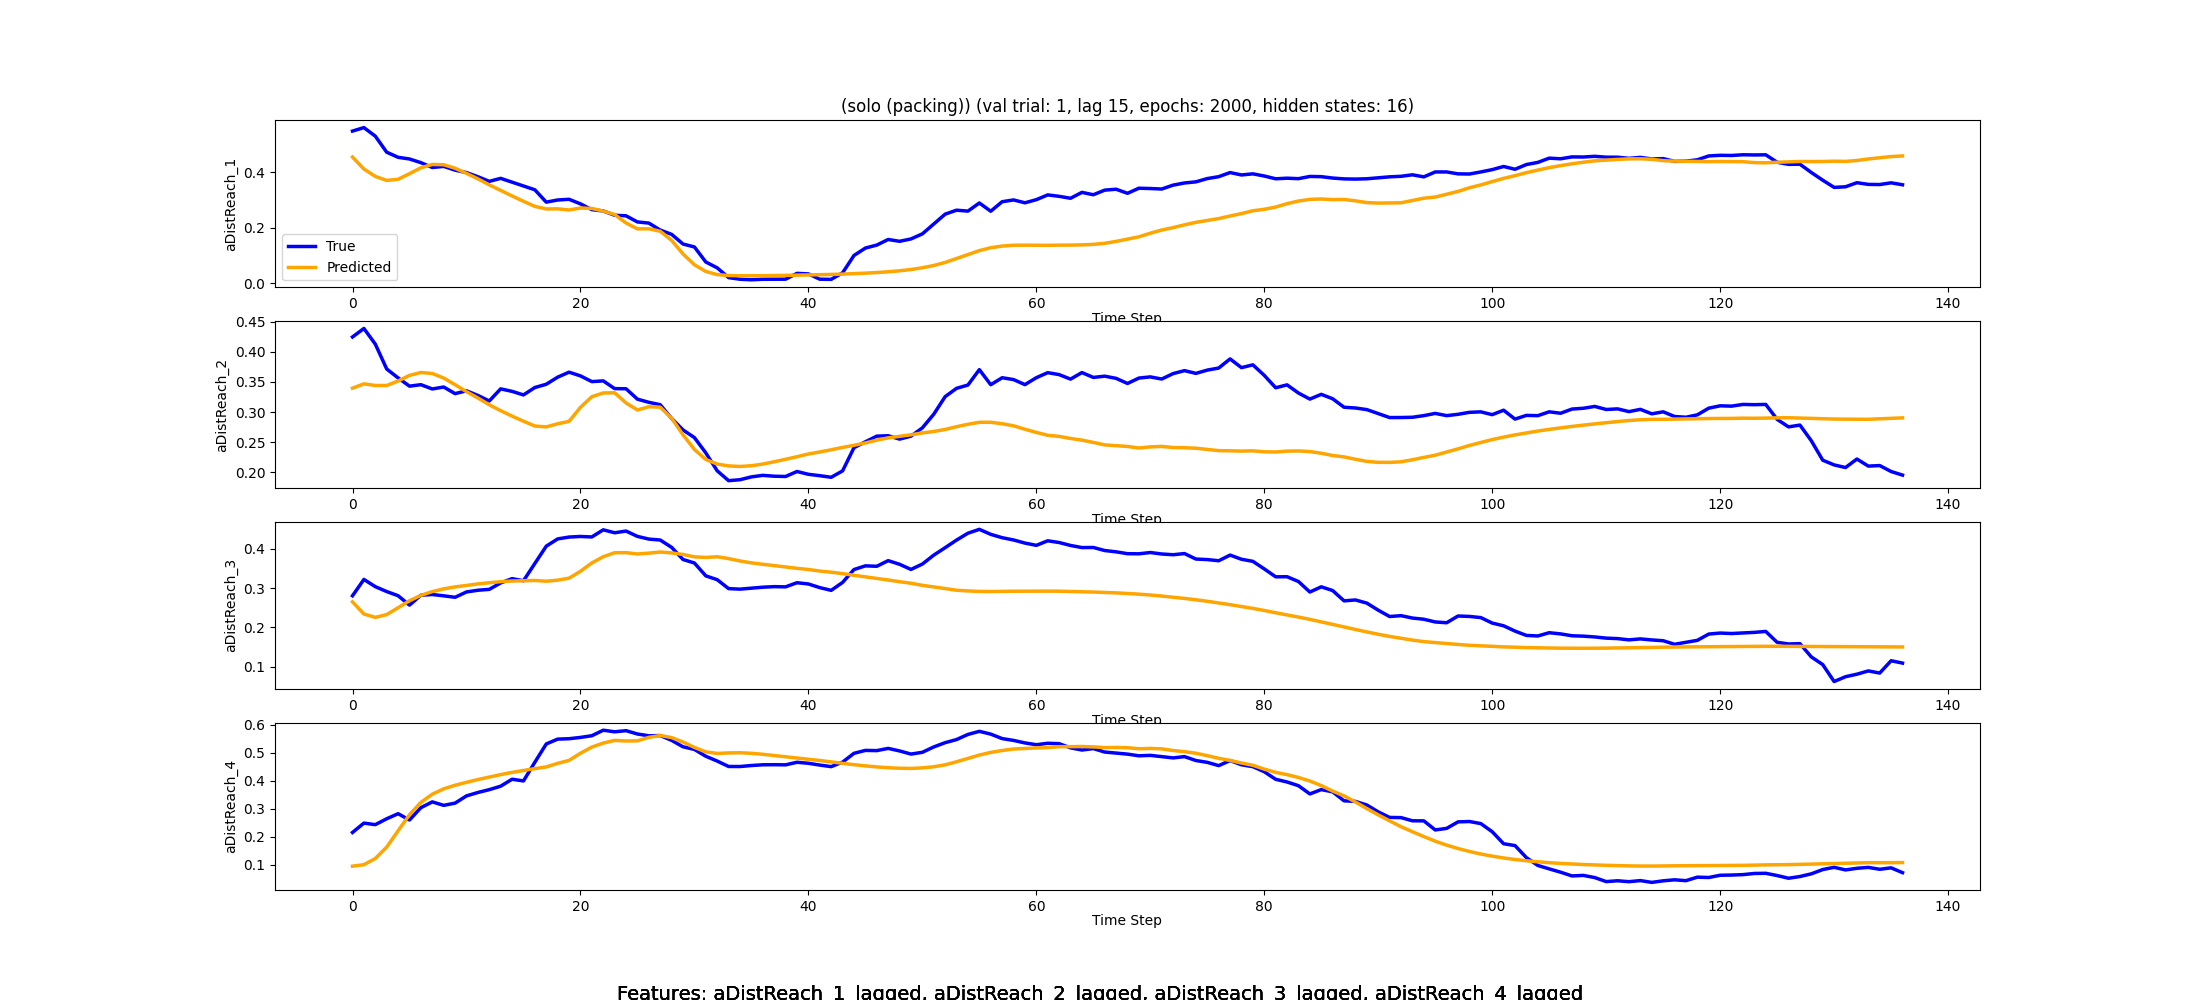 (solo (packing)) (val trial: 1, lag 15, epochs: 2000, hidden states: 16)
aDistReach_1
0.4
0.2
0.0
True
Predicted
0 20 40 60 80 100 120 140
Time Step
aDistReach_2
0.45
0.40
0.35
0.30
0.25
0.20
0 20 40 60 80 100 120 140
Time Step
aDistReach_3
0.4
0.3
0.2
0.1
0 20 40 60 80 100 120 140
Time Step
aDistReach_4
0.6
0.5
0.4
0.3
0.2
0.1
0 20 40 60 80 100 120 140
Time Step
Features: aDistReach_1_lagged, aDistReach_2_lagged, aDistReach_3_lagged, aDistReach_4_lagged